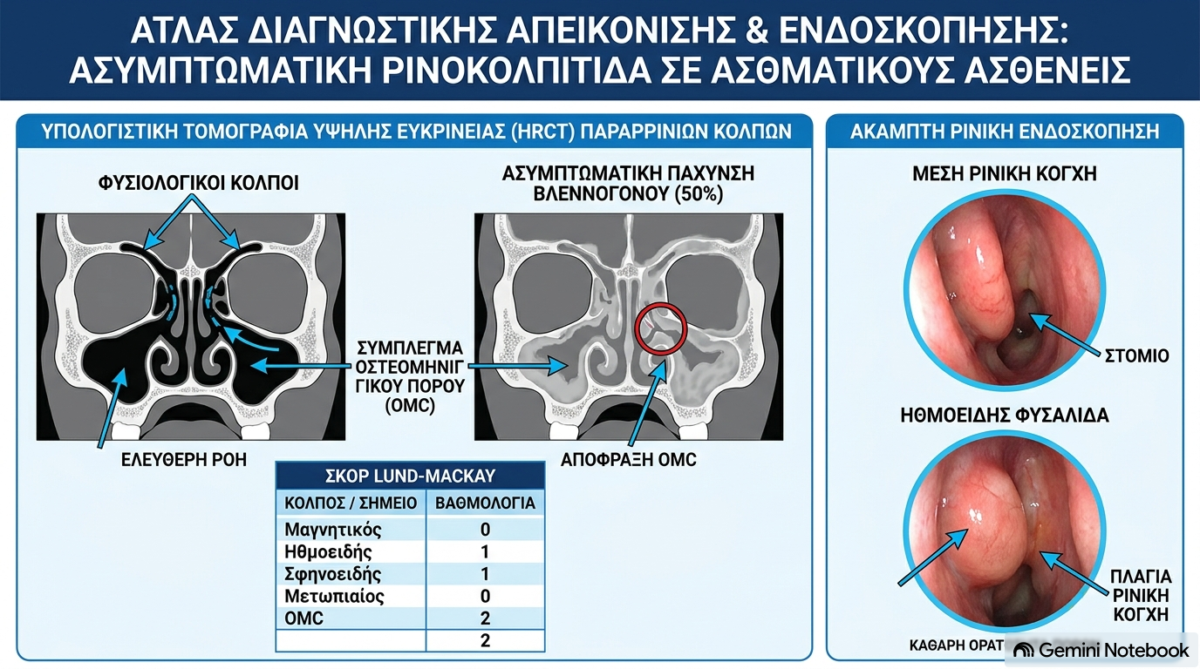 ΑΤΛΑΣ ΔΙΑΓΝΩΣΤΙΚΗΣ ΑΠΕΙΚΟΝΙΣΗΣ & ΕΝΔΟΣΚΟΠΗΣΗΣ:
ΑΣΥΜΠΤΩΜΑΤΙΚΗ ΡΙΝΟΚΟΛΠΙΤΙΔΑ ΣΕ ΑΣΘΜΑΤΙΚΟΥΣ ΑΣΘΕΝΕΙΣ
ΥΠΟΛΟΓΙΣΤΙΚΗ ΤΟΜΟΓΡΑΦΙΑ ΥΨΗΛΗΣ ΕΥΚΡΙΝΕΙΑΣ (HRCT) ΠΑΡΑΡΡΙΝΙΩΝ ΚΟΛΠΩΝ
ΦΥΣΙΟΛΟΓΙΚΟΙ ΚΟΛΠΟΙ
ΑΣΥΜΠΤΩΜΑΤΙΚΗ ΠΑΧΥΝΣΗ
ΒΛΕΝΝΟΓΟΝΟΥ (50%)
ΣΥΜΠΛΕΓΜΑ
ΟΣΤΕΟΜΗΝΙΓ
ΓΙΚΟΥ ΠΟΡΟΥ
(OMC)
ΕΛΕΥΘΕΡΗ ΡΟΗ
ΑΠΟΦΡΑΞΗ OMC
ΣΚΟΡ LUND-MACKAY
ΚΟΛΠΟΣ / ΣΗΜΕΙΟ ΒΑΘΜΟΛΟΓΙΑ
Μαγνητικός 0
Ηθμοειδής 1
Σφηνοειδής 1
Μετωπιαίος 0
OMC 2
2
ΑΚΑΜΠΤΗ ΡΙΝΙΚΗ ΕΝΔΟΣΚΟΠΗΣΗ
ΜΕΣΗ ΡΙΝΙΚΗ ΚΟΓΧΗ
ΣΤΟΜΙΟ
ΗΘΜΟΕΙΔΗΣ ΦΥΣΑΛΙΔΑ
ΠΛΑΓΙΑ
ΡΙΝΙΚΗ
ΚΟΓΧΗ
ΚΑΘΑΡΗ
Gemini Notebook